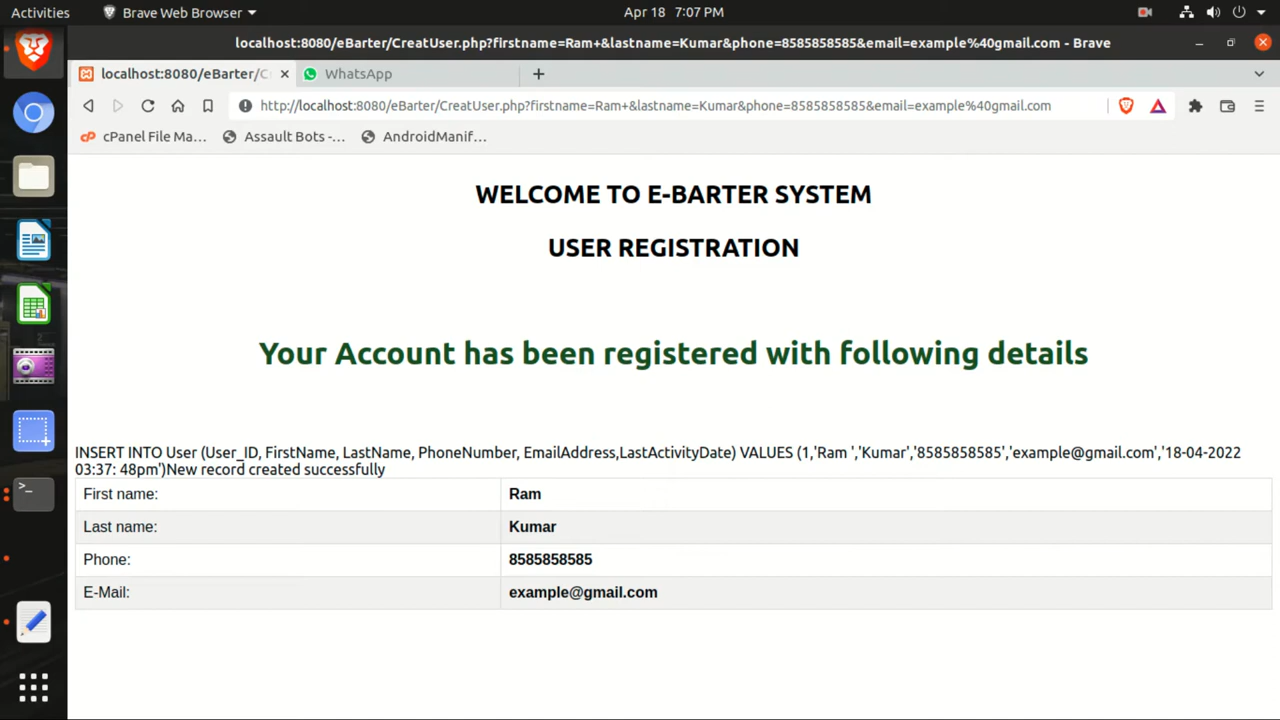 Activities Brave Web Browser Apr 18 7:07 PM
localhost:8080/eBarter/CreatUser.php?firstname=Ram+&lastname=Kumar&phone=8585858585&email=example%40gmail.com - Brave
localhost:8080/eBarter/C WhatsApp
http://localhost:8080/eBarter/CreatUser.php?firstname=Ram+&lastname=Kumar&phone=8585858585&email=example%40gmail.com
cPanel File Ma... Assault Bots -... AndroidManif...
WELCOME TO E-BARTER SYSTEM
USER REGISTRATION
Your Account has been registered with following details
INSERT INTO User (User_ID, FirstName, LastName, PhoneNumber, EmailAddress,LastActivityDate) VALUES (1,'Ram ','Kumar','8585858585','example@gmail.com','18-04-2022
03:37: 48pm')New record created successfully
First name: Ram
Last name: Kumar
Phone: 8585858585
E-Mail: example@gmail.com